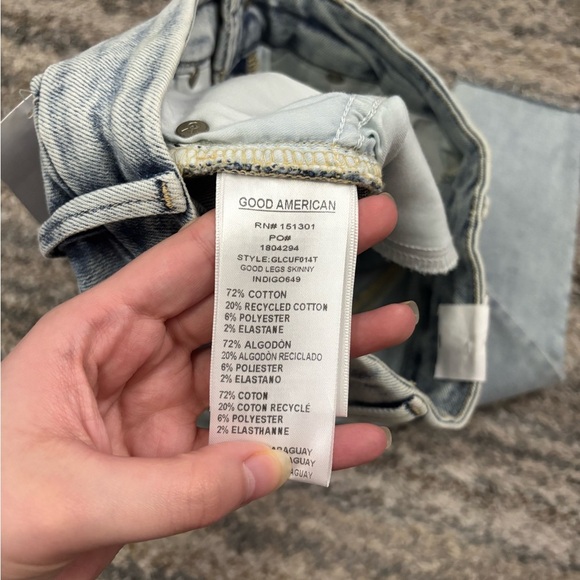 GOOD AMERICAN
RN# 151301
PO#
1804294
STYLE:GLCUF014T
GOOD LEGS SKINNY
INDIGO649
72% COTTON
20% RECYCLED COTTON
6% POLYESTER
2% ELASTANE
72% ALGODÓN
20% ALGODÓN RECICLADO
6% POLIESTER
2% ELASTANO
72% COTON
20% COTON RECYCLÉ
6% POLYESTER
2% ELASTHANNE